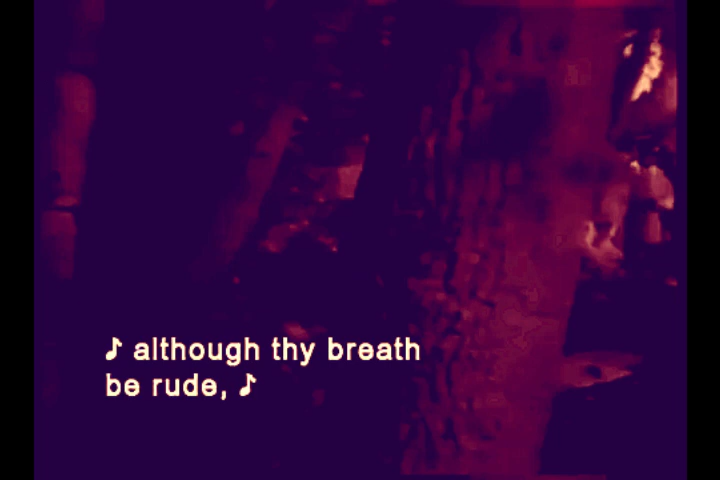 ♪ although thy breath
be rude, ♪